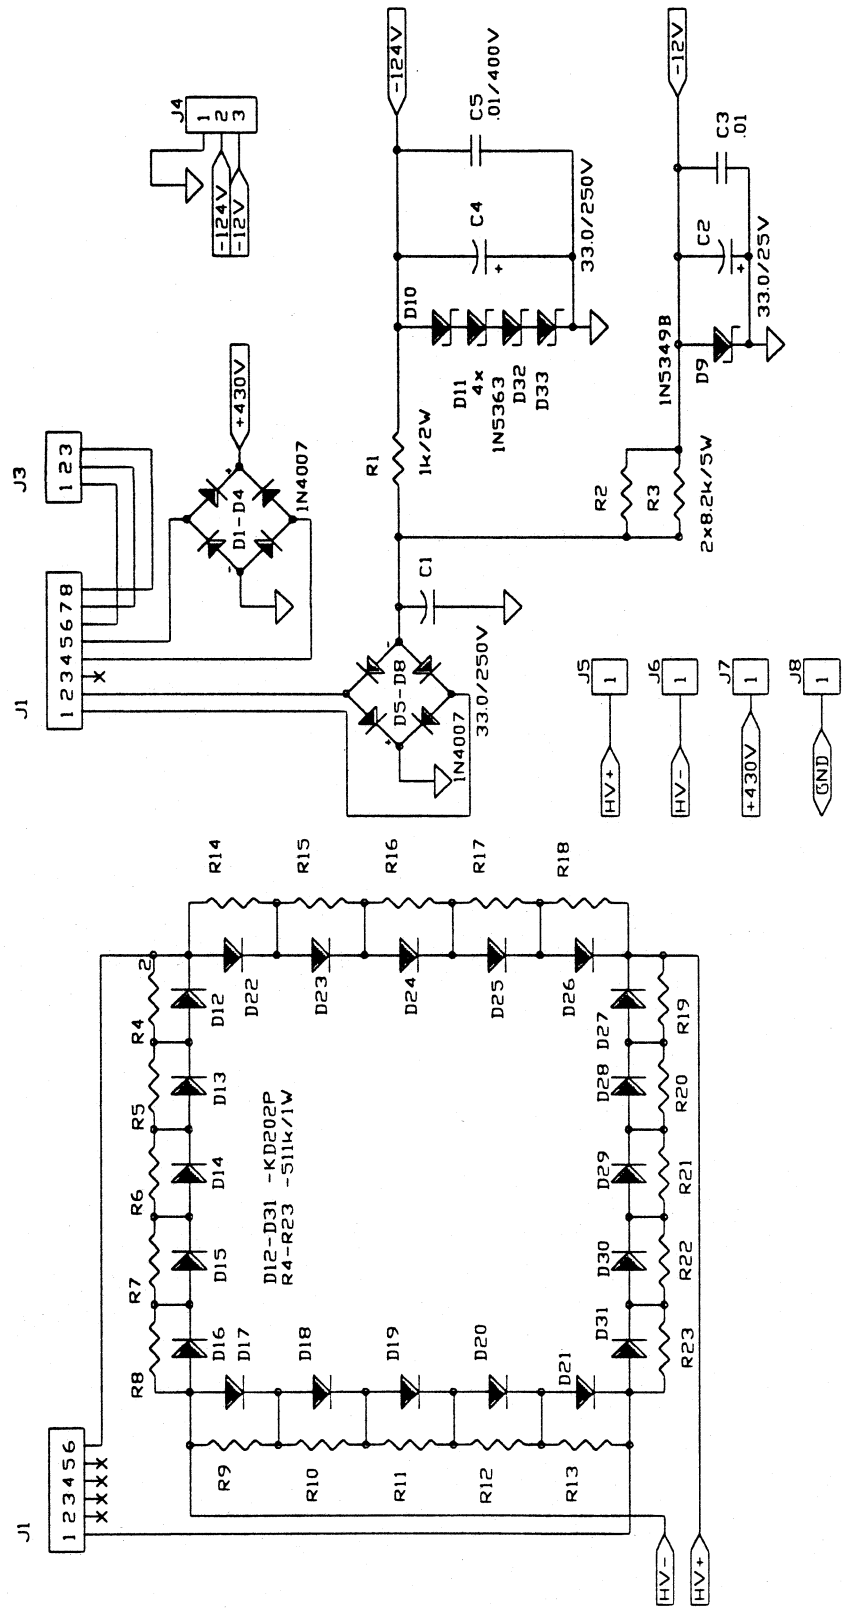 J1
1 2 3 4 5 6
R4
2
R5
R6
R7
R8
D12
D13
D14
D15
D16
D17
D18
D19
D20
D21
R9
R10
R11
R12
R13
D22
D23
D24
D25
D26
R14
R15
R16
R17
R18
D27
D28
D29
D30
D31
R19
R20
R21
R22
R23
D12-D31 -KD202P
R4-R23 -511k/1W
HV-
HV+
J1
1 2 3 4 5 6 7 8
J3
1 2 3
J4
1
2
3
-124V
-12V
+430V
+
D1-D4
-
1N4007
-
D5-D8
+
1N4007
C1
33.0/250V
R1
1k/2W
D10
D11
4x
1N5363
D32
D33
C4
+
33.0/250V
C5
.01/400V
-124V
R2
R3
2x8.2k/5W
1N5349B
D9
C2
+
33.0/25V
C3
.01
-12V
HV+
J5
1
HV-
J6
1
+430V
J7
1
GND
J8
1